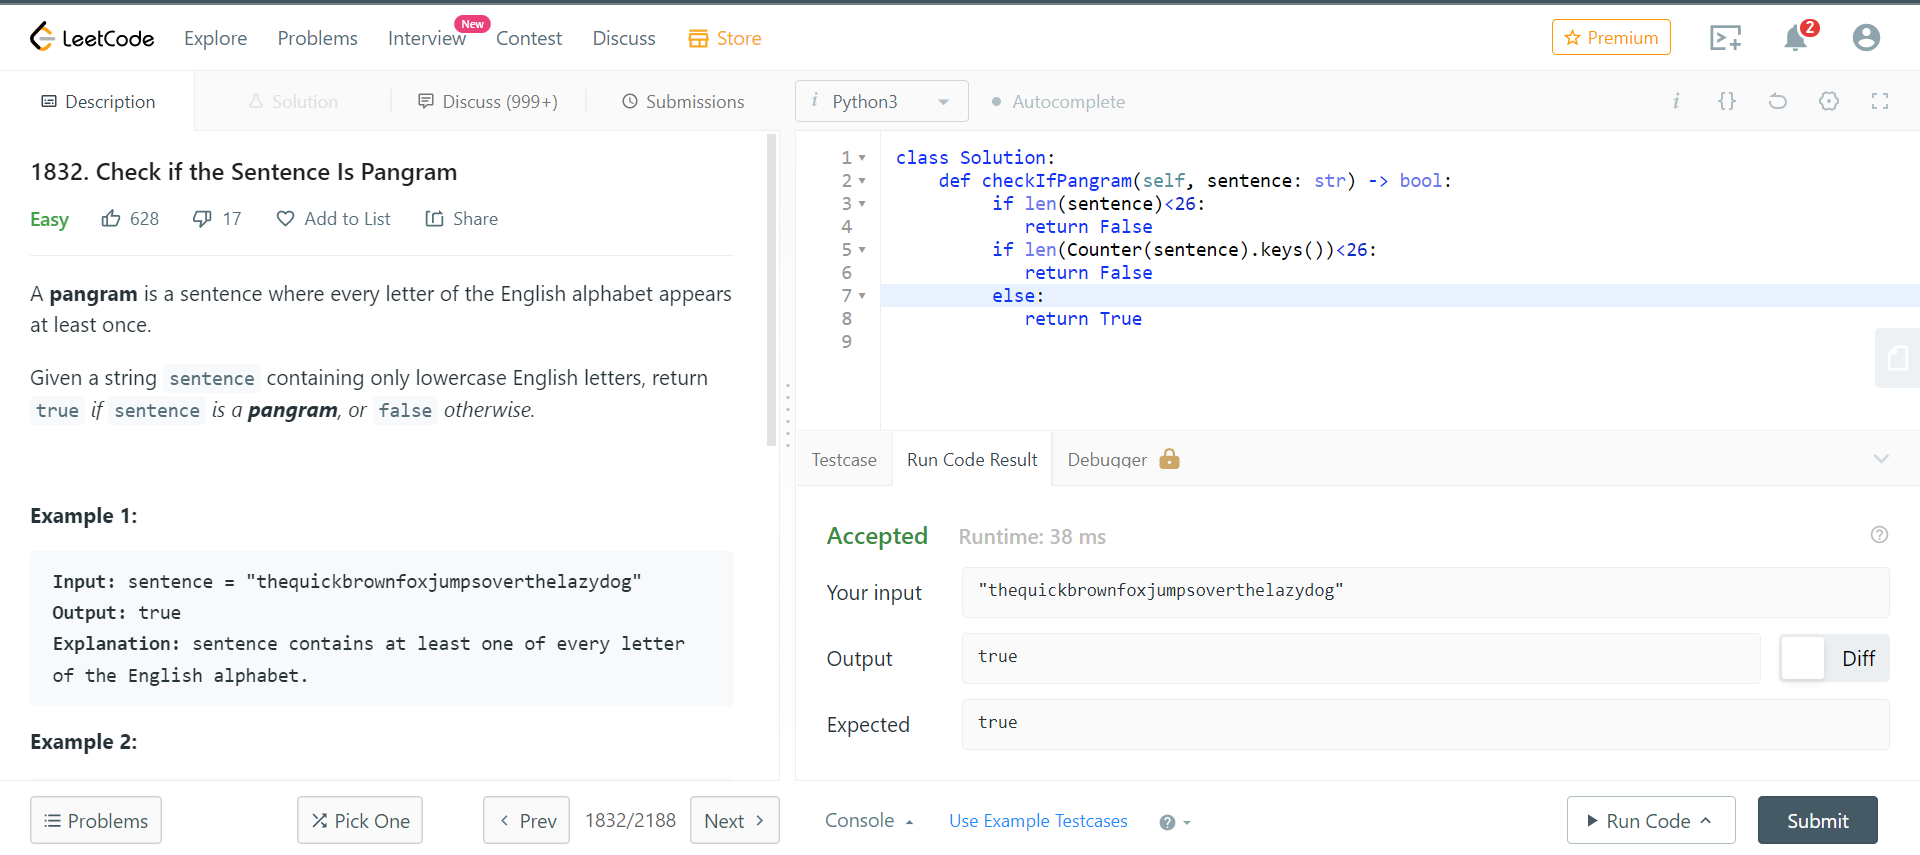 LeetCode Explore Problems Interview New Contest Discuss Store Premium 2
Description Solution Discuss (999+) Submissions
1832. Check if the Sentence Is Pangram
Easy 628 17 Add to List Share
A pangram is a sentence where every letter of the English alphabet appears
at least once.
Given a string sentence containing only lowercase English letters, return
true if sentence is a pangram, or false otherwise.
Example 1:
Input: sentence = "thequickbrownfoxjumpsoverthelazydog"
Output: true
Explanation: sentence contains at least one of every letter
of the English alphabet.
Example 2:
Problems Pick One Prev 1832/2188 Next
i Python3 Autocomplete i {}
1 class Solution:
2 def checkIfPangram(self, sentence: str) -> bool:
3 if len(sentence)<26:
4 return False
5 if len(Counter(sentence).keys())<26:
6 return False
7 else:
8 return True
9
Testcase Run Code Result Debugger
Accepted Runtime: 38 ms ?
Your input "thequickbrownfoxjumpsoverthelazydog"
Output true Diff
Expected true
Console Use Example Testcases ? Run Code Submit